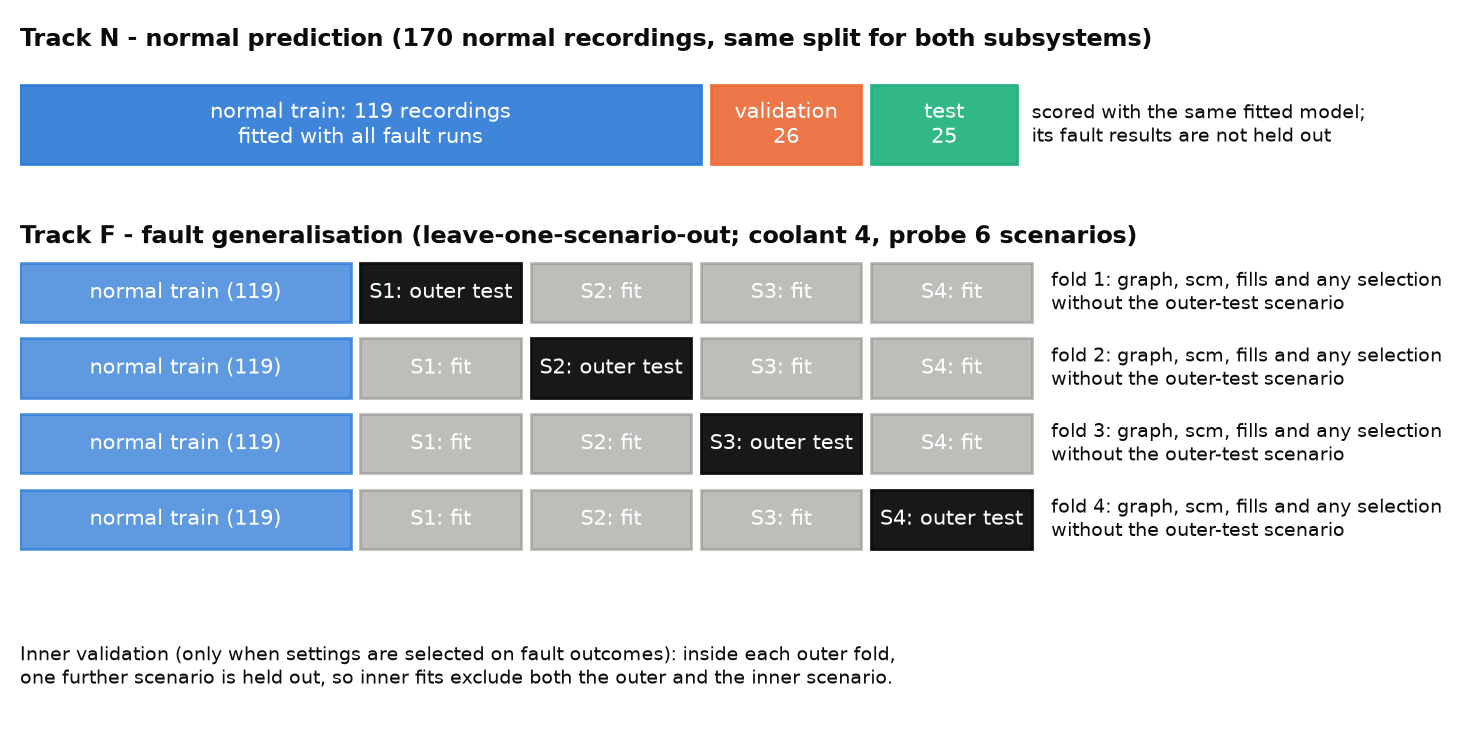 Track N - normal prediction (170 normal recordings, same split for both subsystems)
normal train: 119 recordings
fitted with all fault runs
validation
26
test
25
scored with the same fitted model;
its fault results are not held out
Track F - fault generalisation (leave-one-scenario-out; coolant 4, probe 6 scenarios)
normal train (119)
S1: outer test
S2: fit
S3: fit
S4: fit
fold 1: graph, scm, fills and any selection
without the outer-test scenario
normal train (119)
S1: fit
S2: outer test
S3: fit
S4: fit
fold 2: graph, scm, fills and any selection
without the outer-test scenario
normal train (119)
S1: fit
S2: fit
S3: outer test
S4: fit
fold 3: graph, scm, fills and any selection
without the outer-test scenario
normal train (119)
S1: fit
S2: fit
S3: fit
S4: outer test
fold 4: graph, scm, fills and any selection
without the outer-test scenario
Inner validation (only when settings are selected on fault outcomes): inside each outer fold,
one further scenario is held out, so inner fits exclude both the outer and the inner scenario.